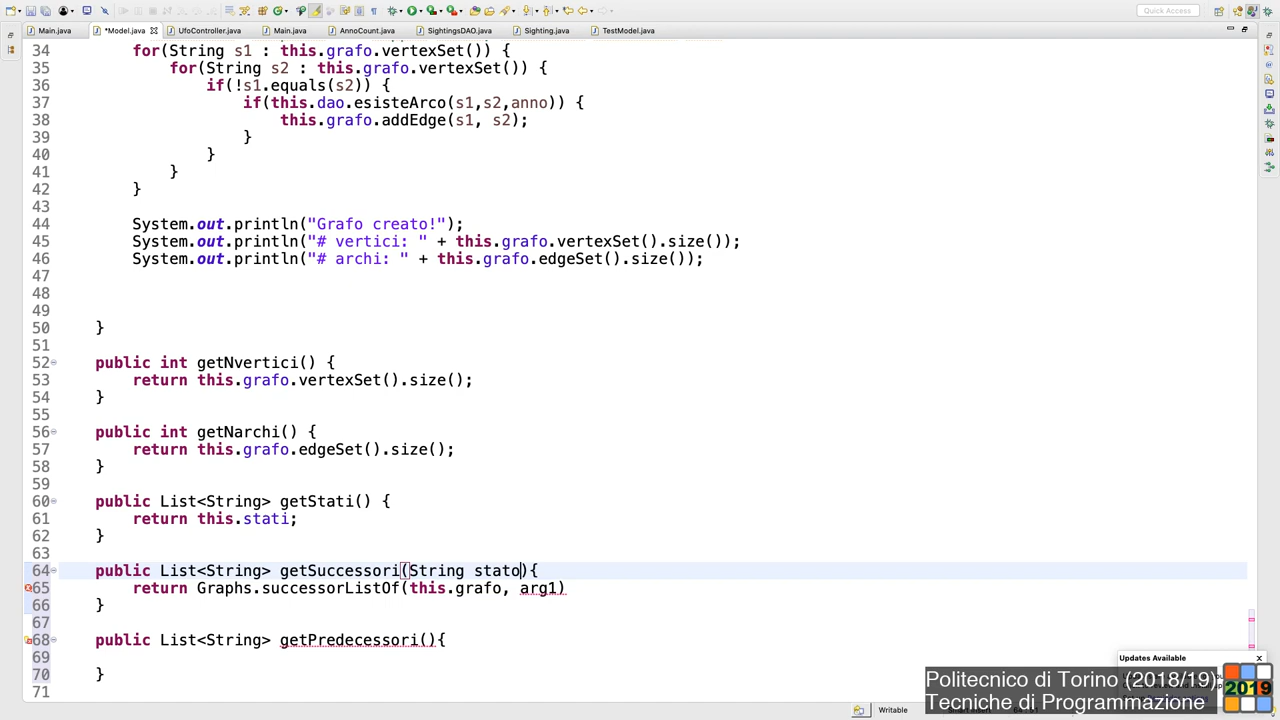 Quick Access
Main.java
*Model.java
UfoController.java
Main.java
AnnoCount.java
SightingsDAO.java
Sighting.java
TestModel.java
34 for(String s1 : this.grafo.vertexSet()) {
35 for(String s2 : this.grafo.vertexSet()) {
36 if(!s1.equals(s2)) {
37 if(this.dao.esisteArco(s1,s2,anno)) {
38 this.grafo.addEdge(s1, s2);
39 }
40 }
41 }
42 }
43
44 System.out.println("Grafo creato!");
45 System.out.println("# vertici: " + this.grafo.vertexSet().size());
46 System.out.println("# archi: " + this.grafo.edgeSet().size());
47
48
49
50 }
51
52 public int getNvertici() {
53 return this.grafo.vertexSet().size();
54 }
55
56 public int getNarchi() {
57 return this.grafo.edgeSet().size();
58 }
59
60 public List<String> getStati() {
61 return this.stati;
62 }
63
64 public List<String> getSuccessori(String stato){
65 return Graphs.successorListOf(this.grafo, arg1)
66 }
67
68 public List<String> getPredecessori(){
69
70 }
71
Updates Available
Politecnico di Torino (2018/19)
Tecniche di Programmazione
2019
Writable